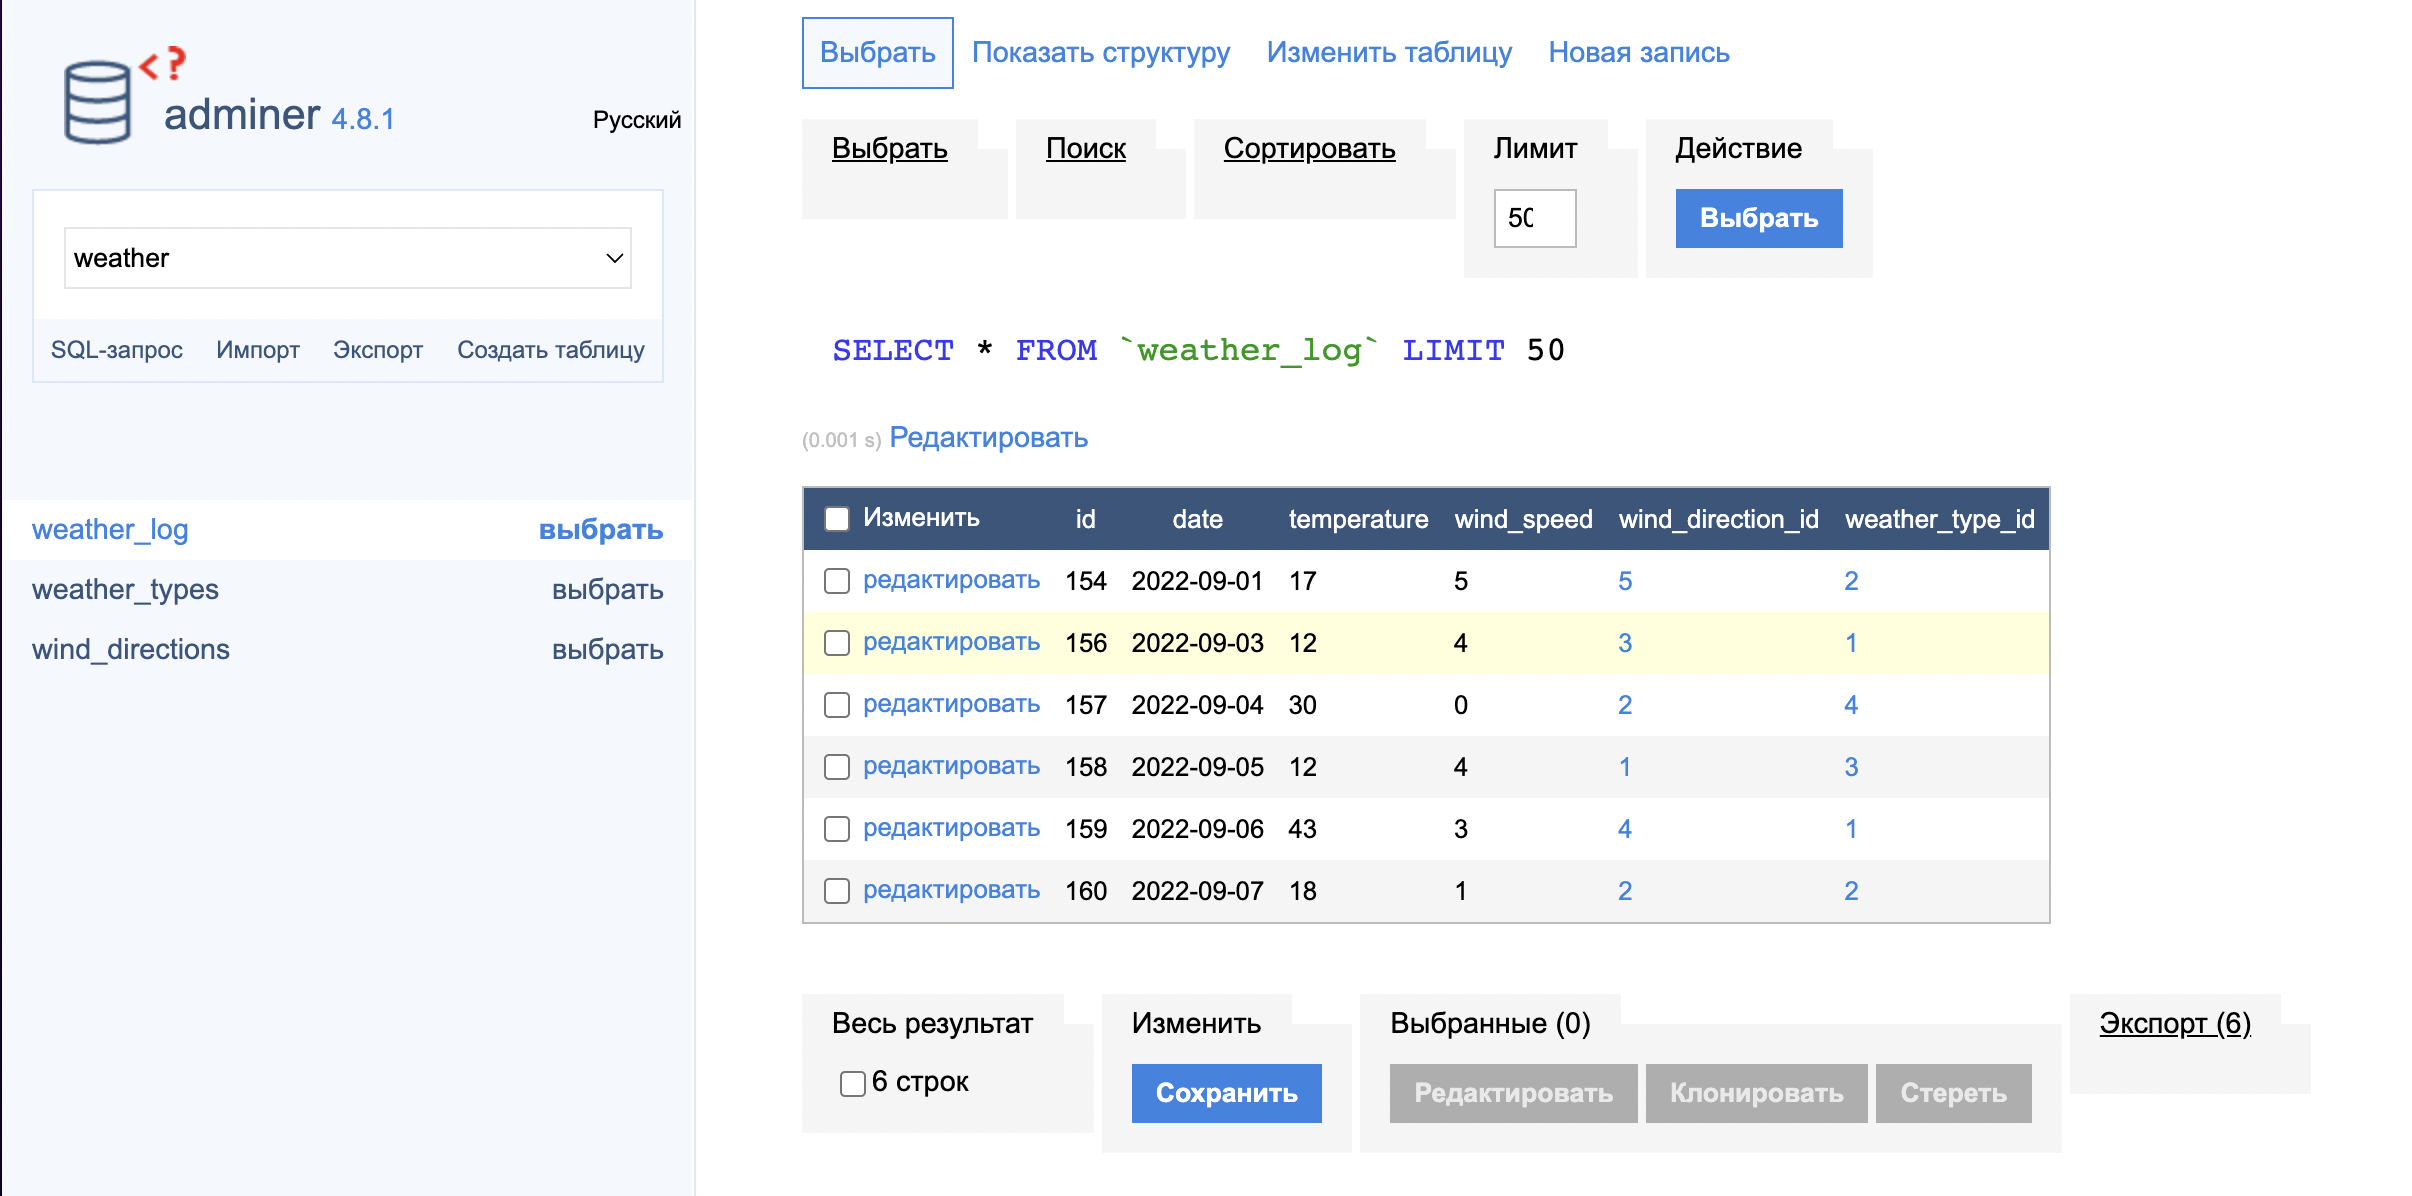 <?
adminer 4.8.1
Русский
weather
SQL-запрос Импорт Экспорт Создать таблицу
weather_log выбрать
weather_types выбрать
wind_directions выбрать
Выбрать Показать структуру Изменить таблицу Новая запись
Выбрать Поиск Сортировать Лимит Действие
50 Выбрать
SELECT * FROM `weather_log` LIMIT 50
(0.001 s) Редактировать
Изменить id date temperature wind_speed wind_direction_id weather_type_id
редактировать 154 2022-09-01 17 5 5 2
редактировать 156 2022-09-03 12 4 3 1
редактировать 157 2022-09-04 30 0 2 4
редактировать 158 2022-09-05 12 4 1 3
редактировать 159 2022-09-06 43 3 4 1
редактировать 160 2022-09-07 18 1 2 2
Весь результат Изменить Выбранные (0) Экспорт (6)
6 строк Сохранить Редактировать Клонировать Стереть